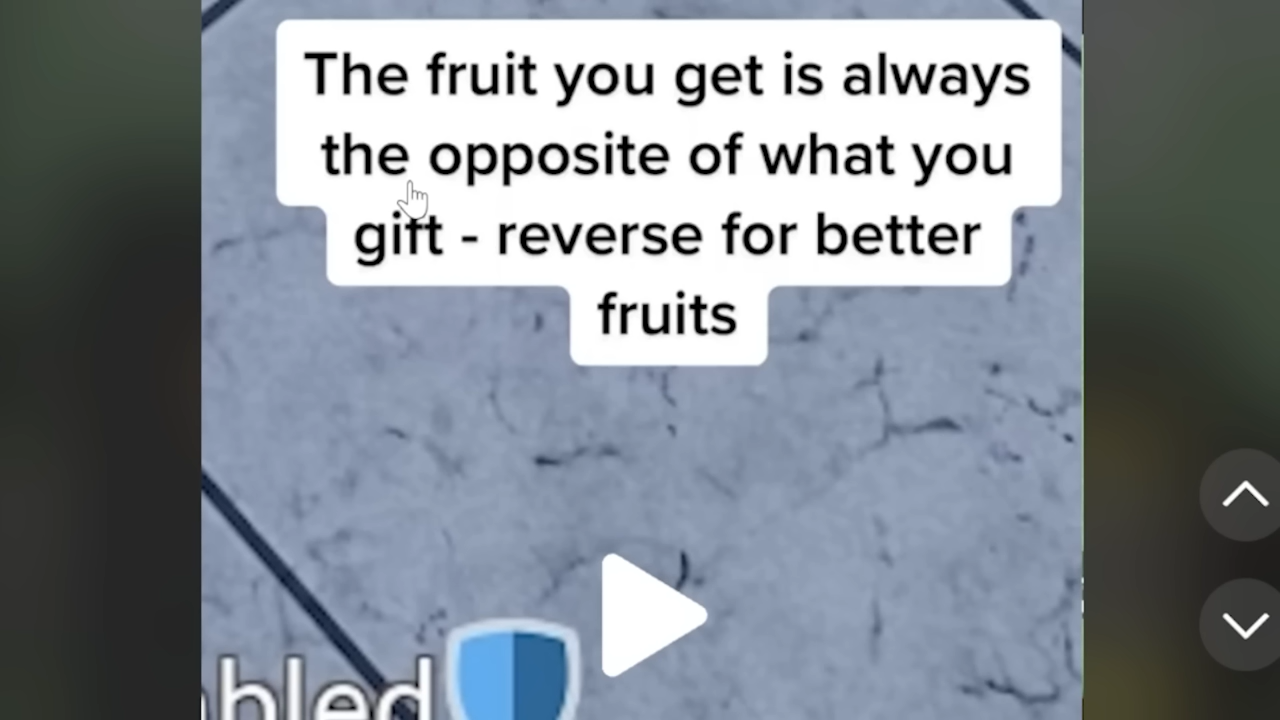 The fruit you get is always
the opposite of what you
gift - reverse for better
fruits